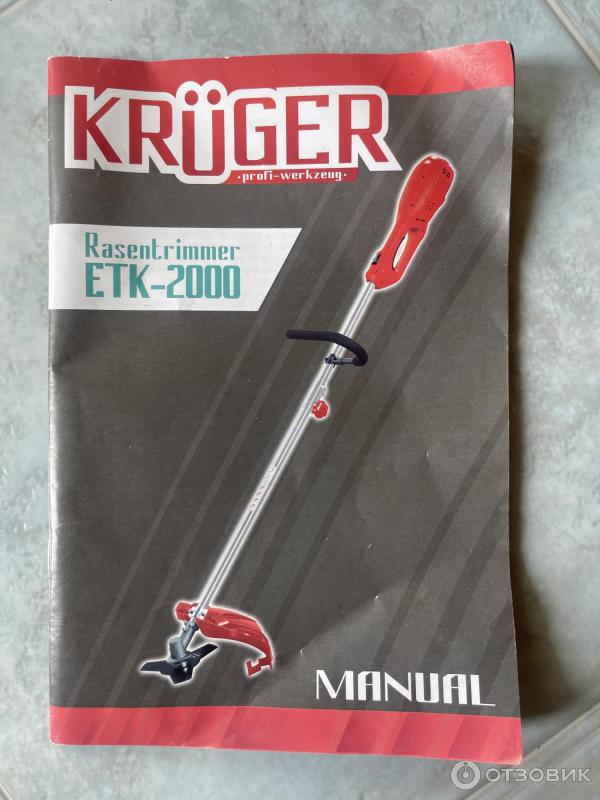 KRÜGER
·profi-werkzeug·
Rasentrimmer
ETK-2000
MANUAL
ОТЗОВИК